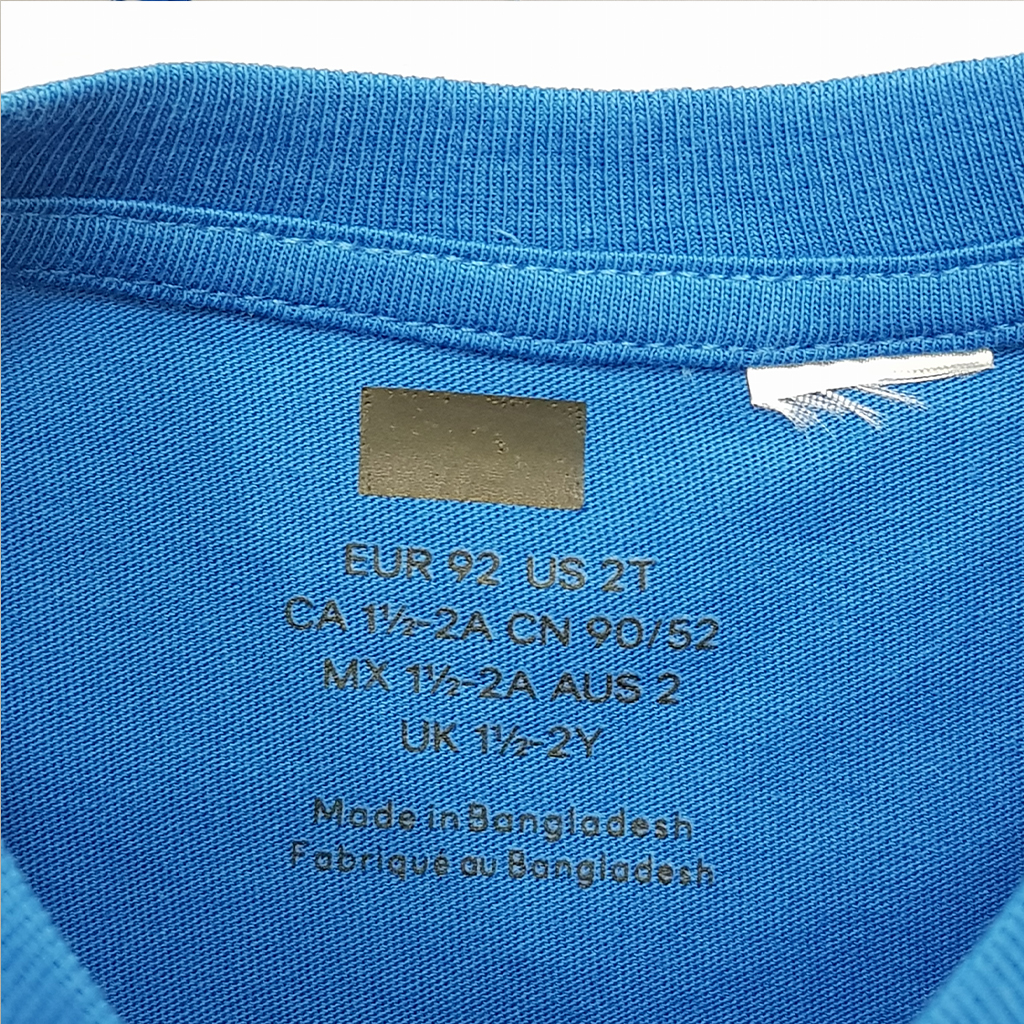 EUR 92 US 2T
CA 1½-2A CN 90/52
MX 1½-2A AUS 2
UK 1½-2Y
Made in Bangladesh
Fabriqué au Bangladesh